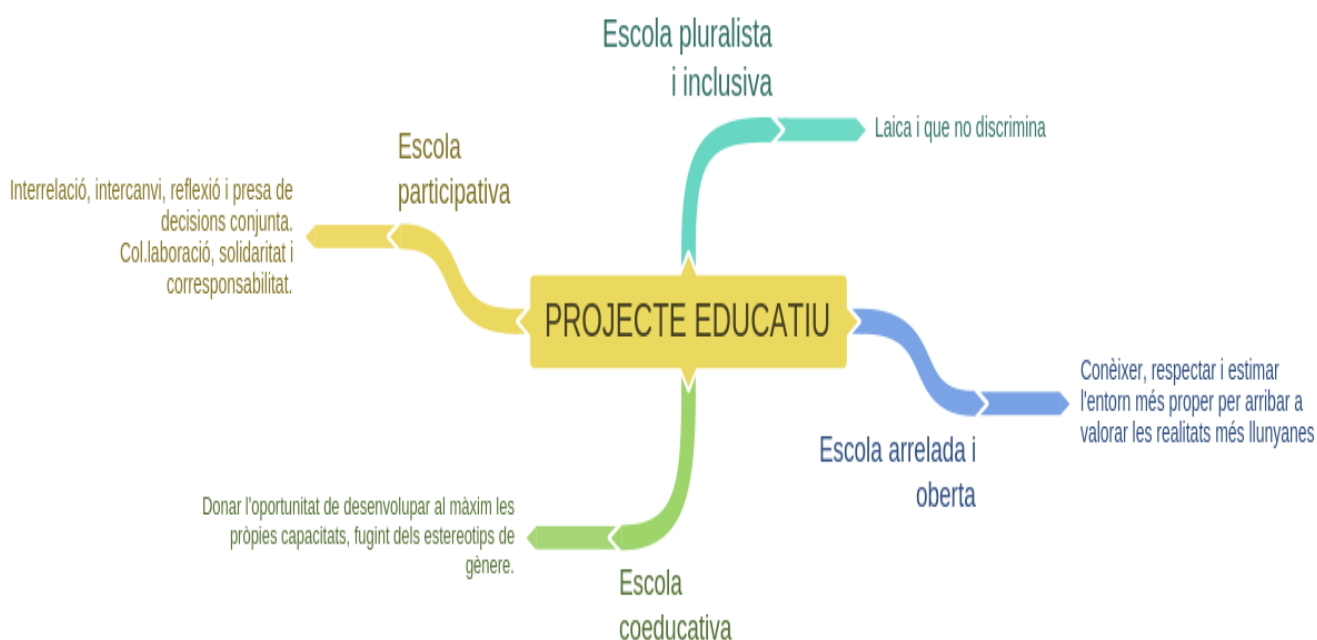 Escola pluralista
i inclusiva
Laica i que no discrimina
Escola
participativa
Interrelació, intercanvi, reflexió i presa de
decisions conjunta.
Col.laboració, solidaritat i
corresponsabilitat.
PROJECTE EDUCATIU
Conèixer, respectar i estimar
l'entorn més proper per arribar a
valorar les realitats més llunyanes
Escola arrelada i
oberta
Donar l'oportunitat de desenvolupar al màxim les
pròpies capacitats, fugint dels estereotips de
gènere.
Escola
coeducativa